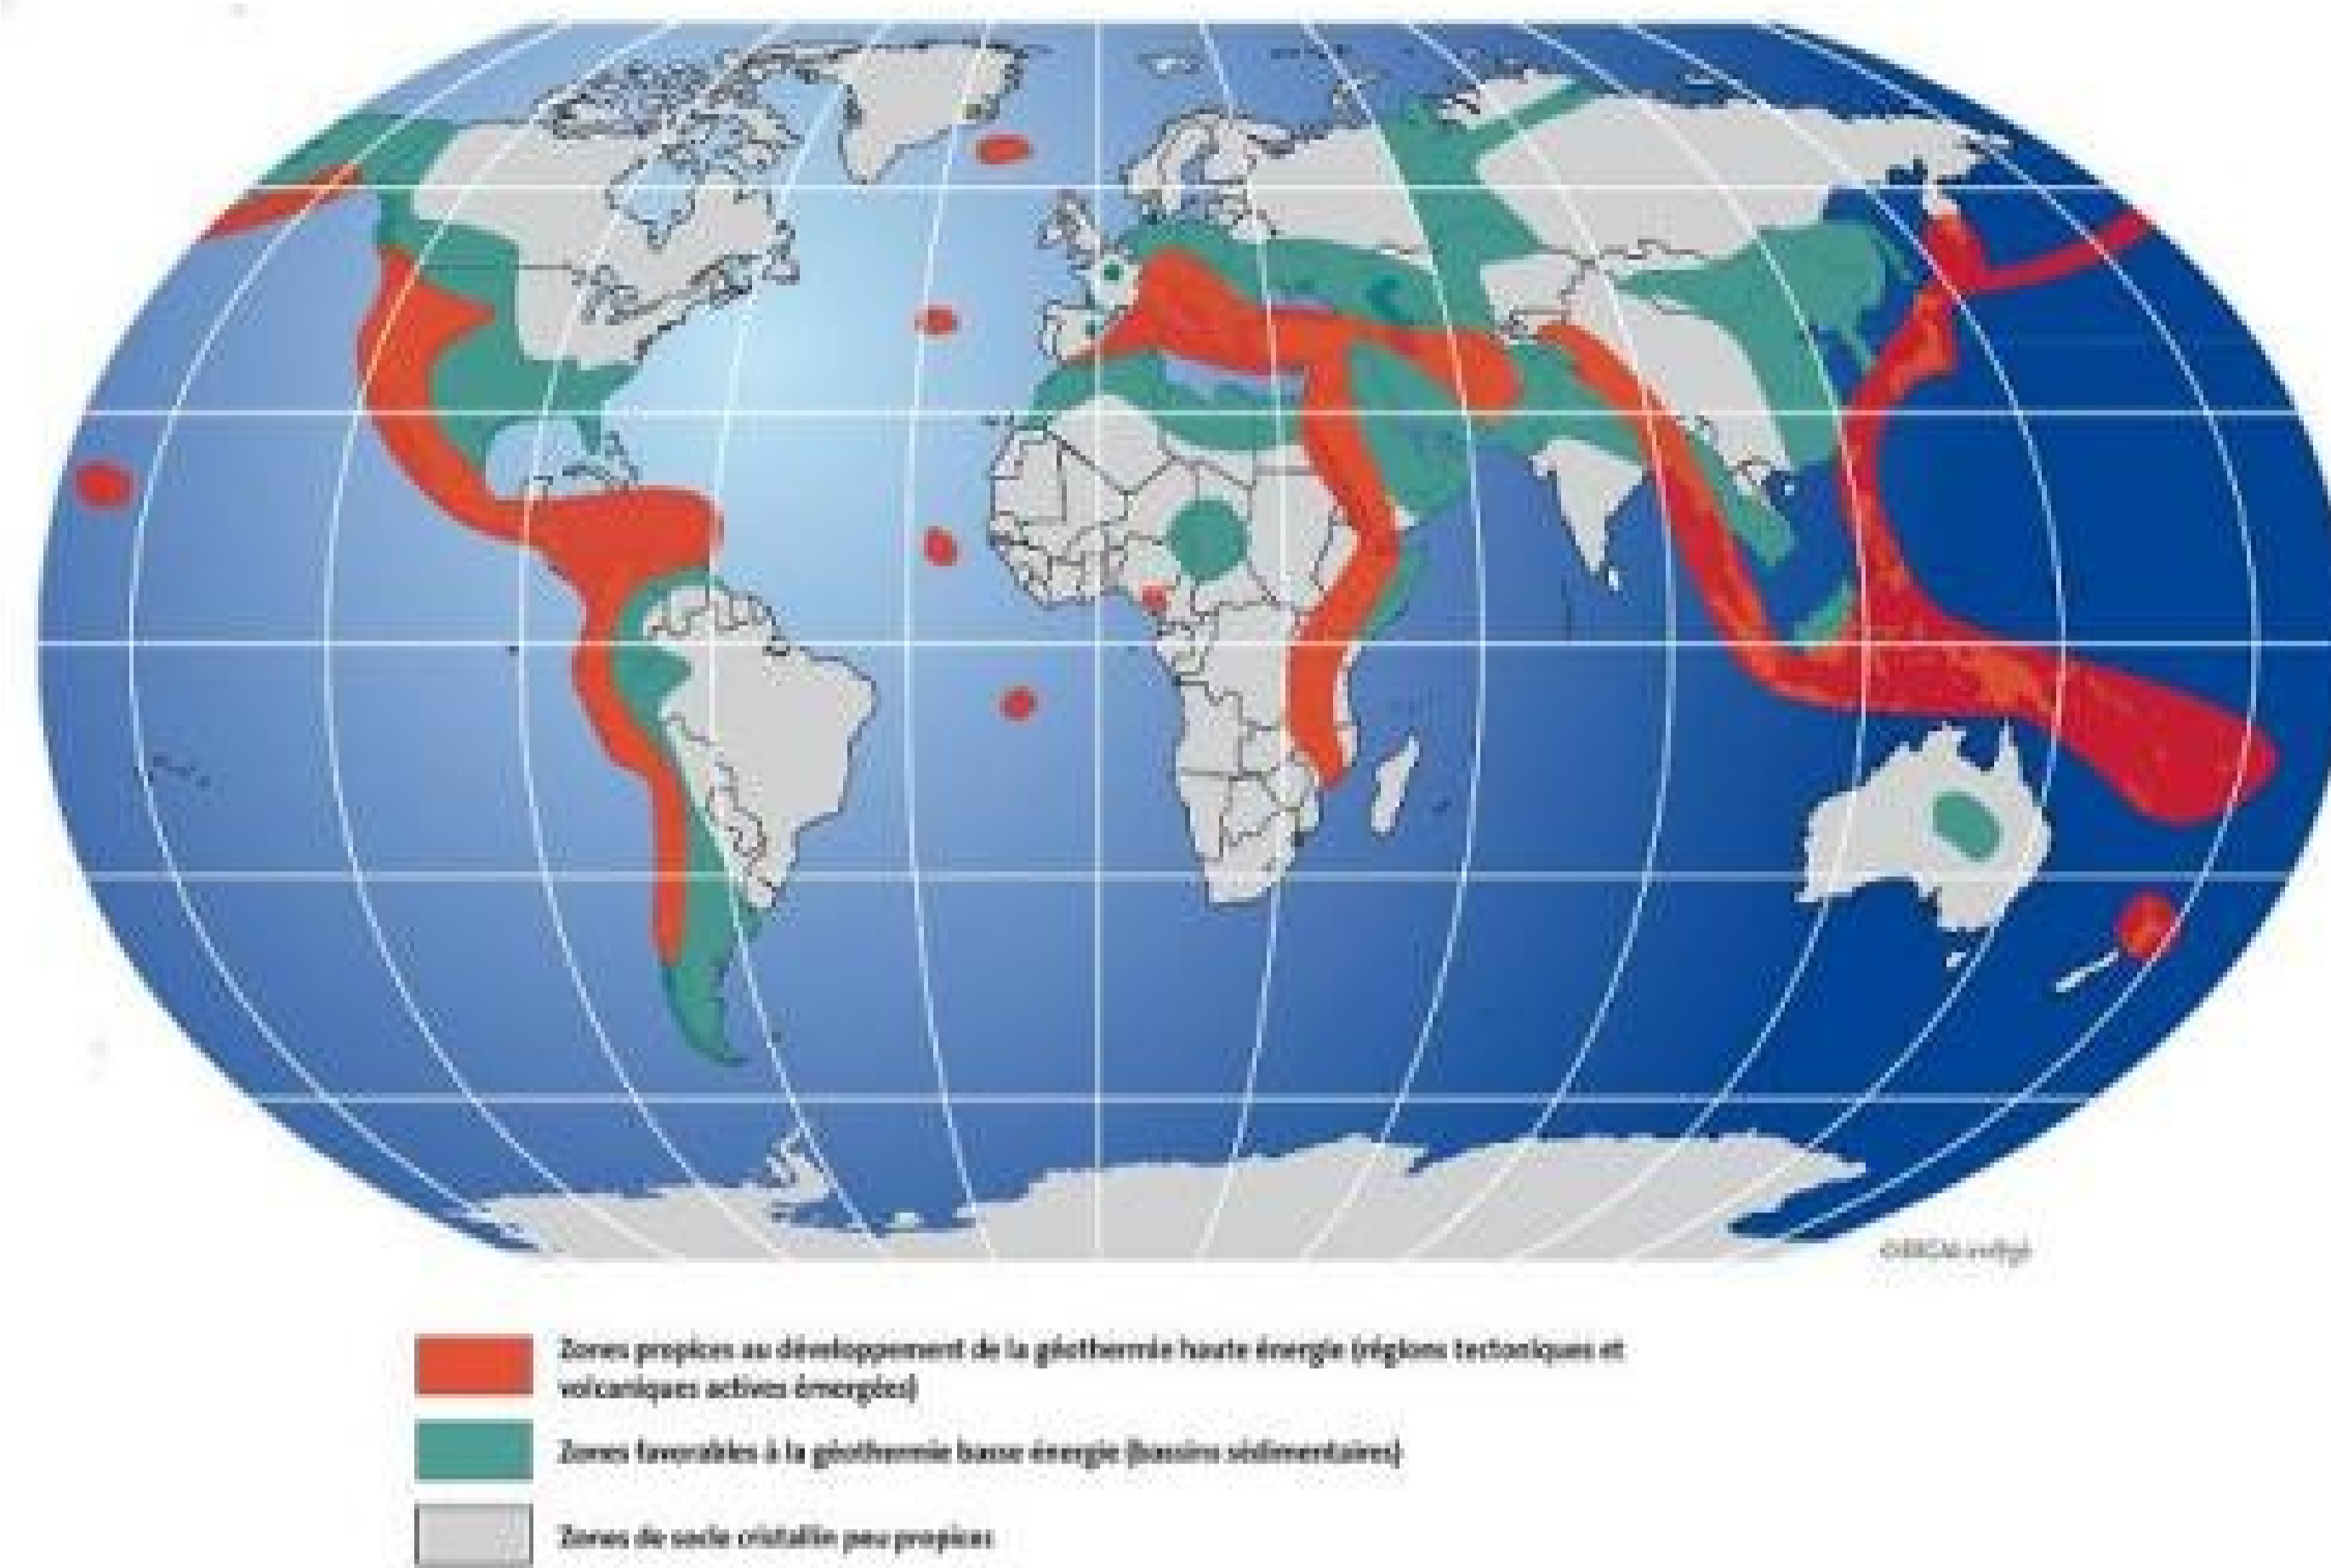 Zones propices au développement de la géothermie haute énergie (régions tectoniques et
volcaniques actives émergées)
Zones favorables à la géothermie basse énergie (bassins sédimentaires)
Zones de socle cristallin peu propices